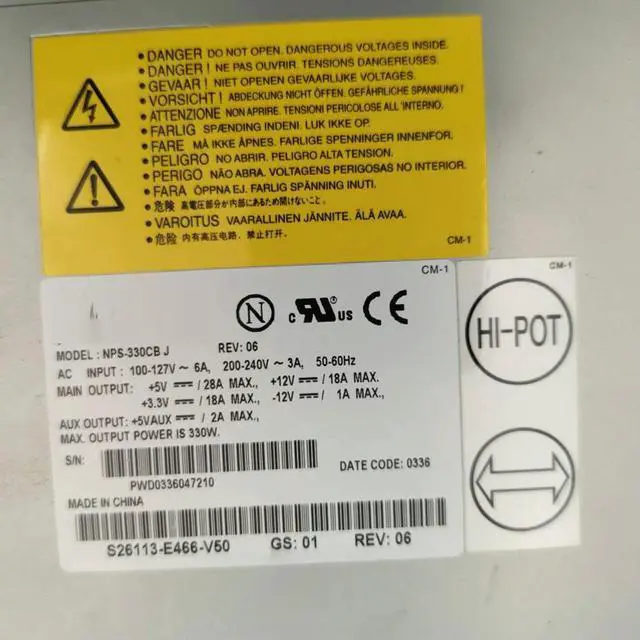 • DANGER DO NOT OPEN. DANGEROUS VOLTAGES INSIDE.
• DANGER ! NE PAS OUVRIR. TENSIONS DANGEREUSES.
• GEVAAR ! NIET OPENEN GEVAARLIJKE VOLTAGES.
• VORSICHT ! ABDECKUNG NICHT ÖFFEN. GEFÄHRLICHE SPANNUNG !
• ATTENZIONE NON APRIRE. TENSIONI PERICOLOSE ALL'INTERNO.
• FARLIG SPÆNDING INDENI. LUK IKKE OP.
• FARE MÅ IKKE ÅPNES. FARLIGE SPENNINGER INNENFOR.
• PELIGRO NO ABRIR. PELIGRO ALTA TENSION.
• PERIGO NÃO ABRA. VOLTAGENS PERIGOSAS NO INTERIOR.
• FARA ÖPPNA EJ. FARLIG SPÄNNING INUTI.
• 危険 高電圧部分が内部にあるため開けないこと。
• VAROITUS VAARALLINEN JÄNNITE. ÄLÄ AVAA.
• 危险 内有高压电路. 禁止打开.
CM-1
CM-1
N c RU US CE
MODEL : NPS-330CB J REV: 06
AC INPUT : 100-127V ~ 6A, 200-240V ~ 3A, 50-60Hz
MAIN OUTPUT: +5V ⎓ / 28A MAX., +12V ⎓ / 18A MAX.
+3.3V ⎓ / 18A MAX., -12V ⎓ / 1A MAX.,
AUX OUTPUT: +5VAUX ⎓ / 2A MAX.,
MAX. OUTPUT POWER IS 330W.
S/N:
PWD0336047210
DATE CODE: 0336
MADE IN CHINA
S26113-E466-V50 GS: 01 REV: 06
CM-1
HI-POT